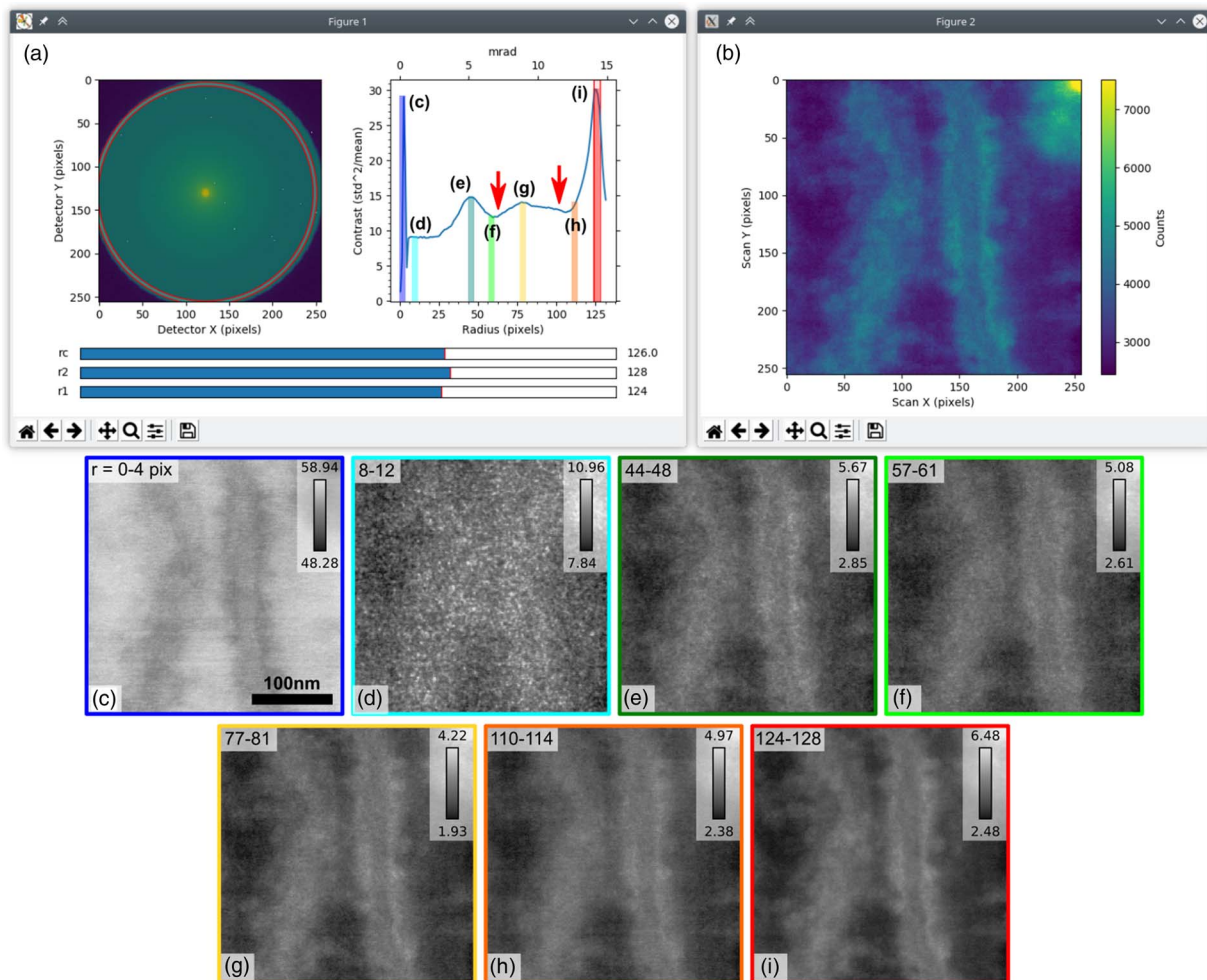 Figure 1
(a)
0
50
100
150
200
250
Detector Y (pixels)
0 50 100 150 200 250
Detector X (pixels)
mrad
0 5 10 15
30
25
20
15
10
5
0
Contrast (std^2/mean)
(c)
(d)
(e)
(f)
(g)
(h)
(i)
0 25 50 75 100 125
Radius (pixels)
rc 126.0
r2 128
r1 124
Figure 2
(b)
0
50
100
150
200
250
Scan Y (pixels)
0 50 100 150 200 250
Scan X (pixels)
7000
6000
5000
4000
3000
Counts
r = 0-4 pix
58.94
48.28
100nm
(c)
8-12
10.96
7.84
(d)
44-48
5.67
2.85
(e)
57-61
5.08
2.61
(f)
77-81
4.22
1.93
(g)
110-114
4.97
2.38
(h)
124-128
6.48
2.48
(i)